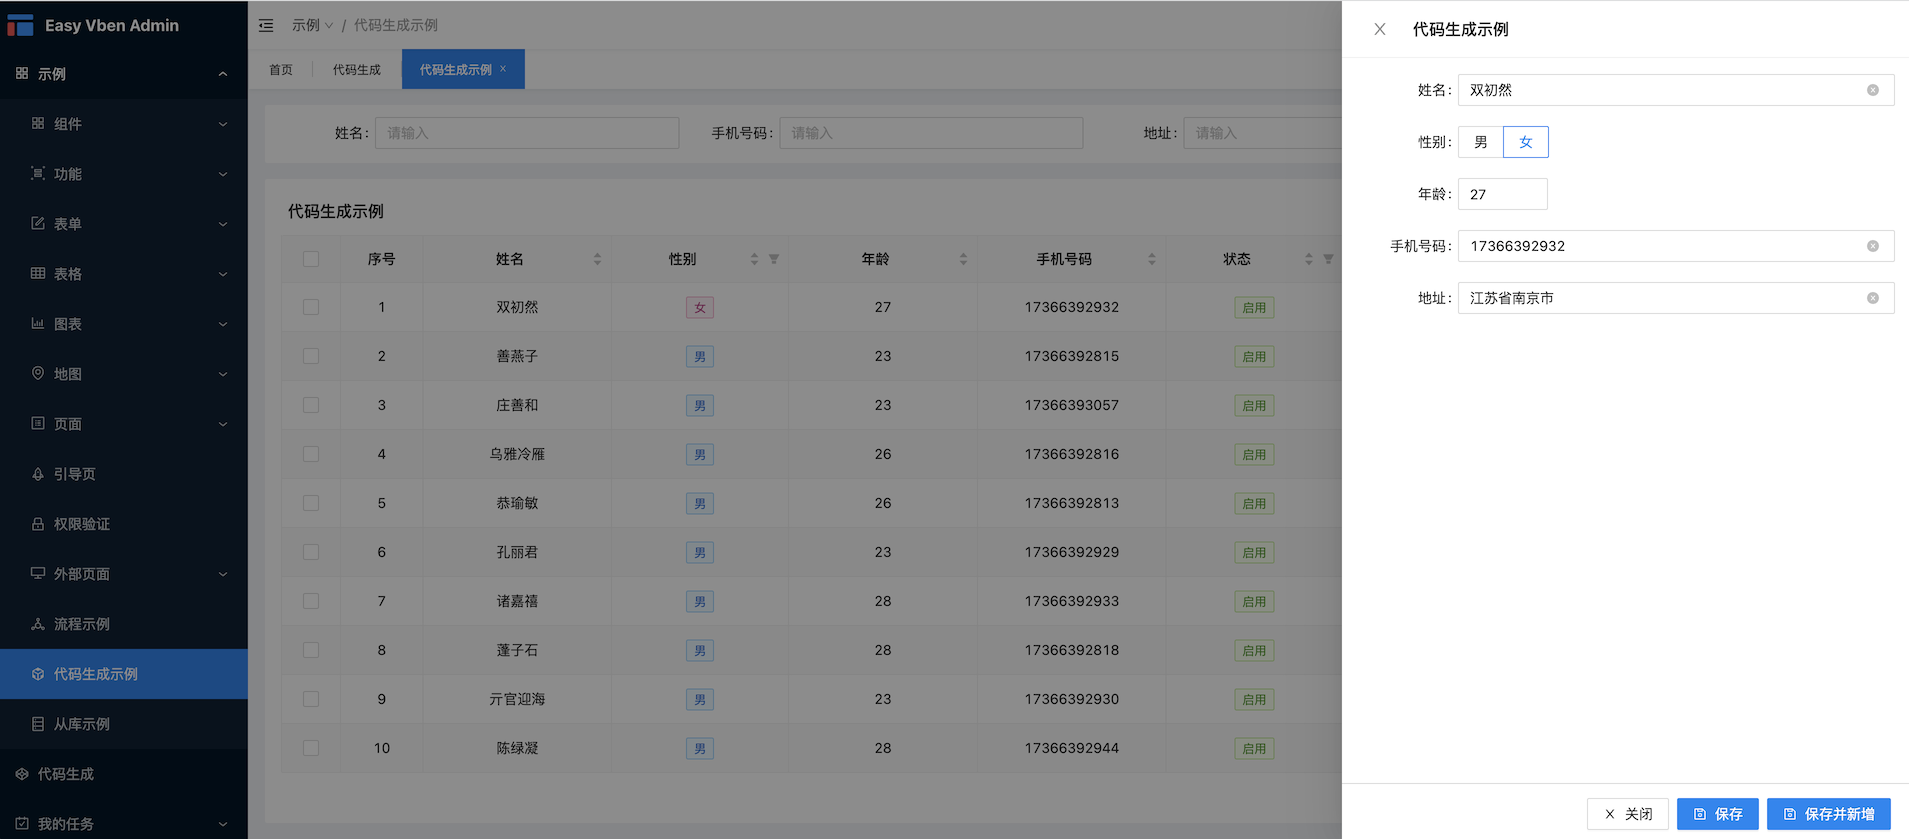 Easy Vben Admin
示例
组件
功能
表单
表格
图表
地图
页面
引导页
权限验证
外部页面
流程示例
代码生成示例
从库示例
代码生成
我的任务
示例 / 代码生成示例
首页 代码生成 代码生成示例 ×
姓名: 请输入 手机号码: 请输入 地址: 请输入
代码生成示例
序号 姓名 性别 年龄 手机号码 状态
1 双初然 女 27 17366392932 启用
2 善燕子 男 23 17366392815 启用
3 庄善和 男 23 17366393057 启用
4 乌雅冷雁 男 26 17366392816 启用
5 恭瑜敏 男 26 17366392813 启用
6 孔丽君 男 23 17366392929 启用
7 诸嘉禧 男 28 17366392933 启用
8 蓬子石 男 28 17366392818 启用
9 亓官迎海 男 23 17366392930 启用
10 陈绿凝 男 28 17366392944 启用
代码生成示例
姓名: 双初然
性别: 男 女
年龄: 27
手机号码: 17366392932
地址: 江苏省南京市
关闭 保存 保存并新增